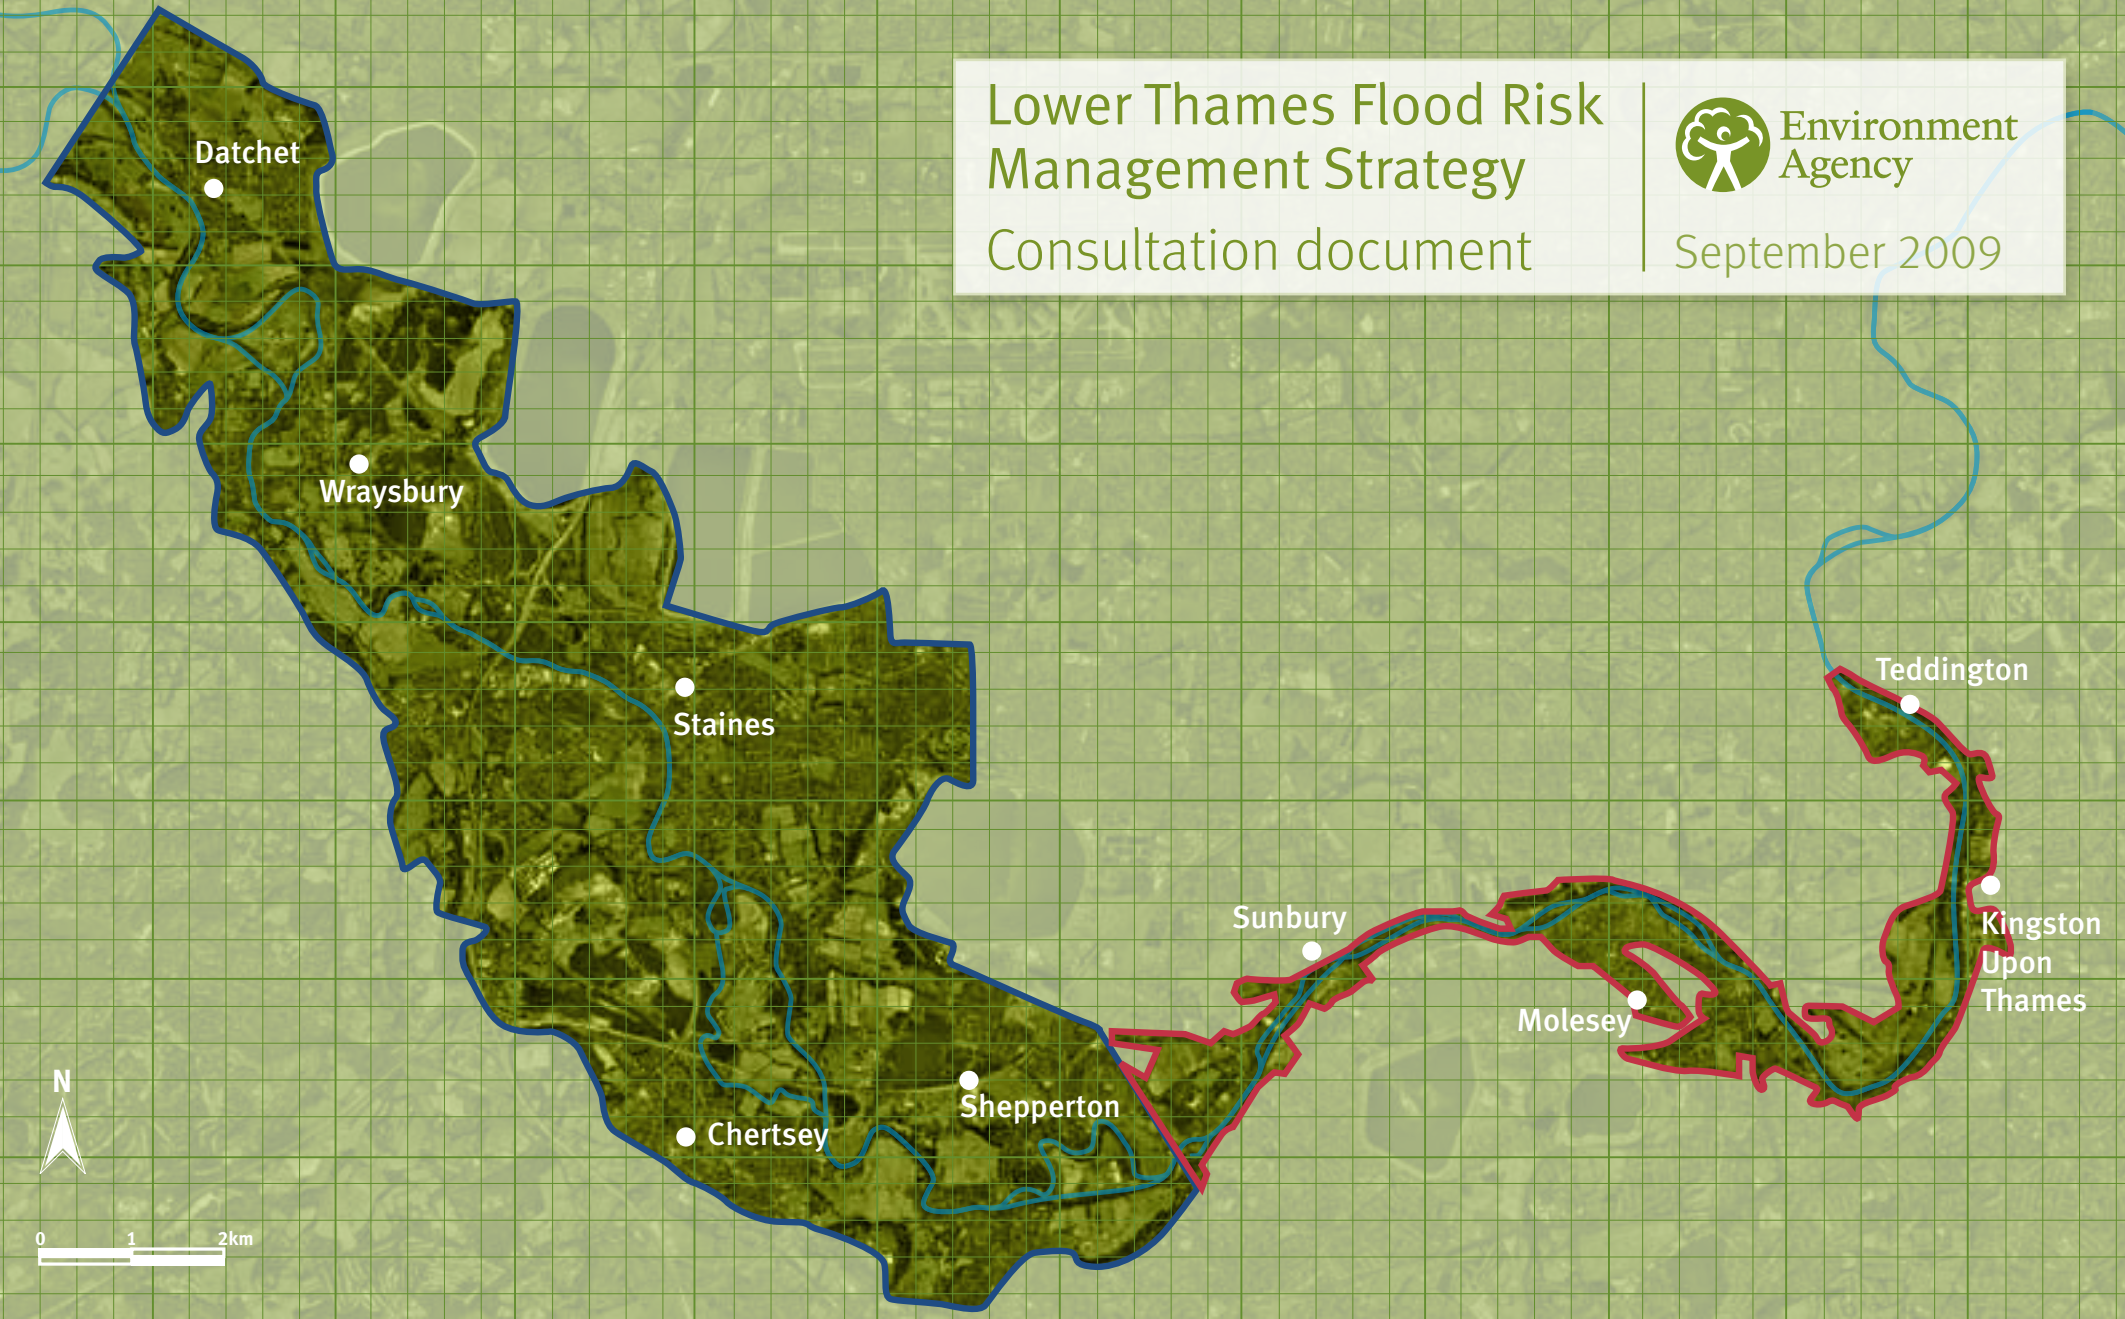 Lower Thames Flood Risk
Management Strategy
Consultation document
Environment
Agency
September 2009
Datchet
Wraysbury
Staines
Teddington
Sunbury
Kingston
Upon
Thames
Molesey
Shepperton
Chertsey
N
0 1 2km